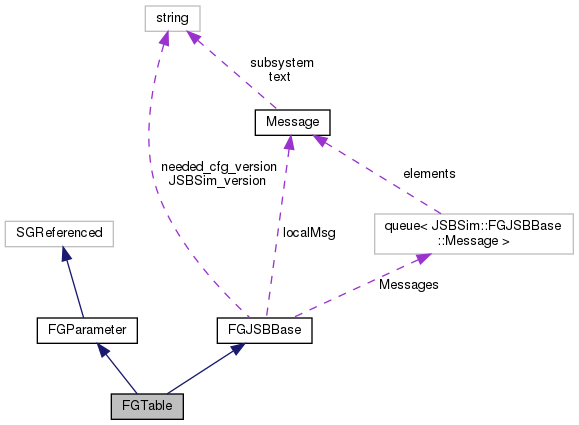 string
subsystem
text
Message
needed_cfg_version
JSBSim_version
elements
SGReferenced
localMsg
queue< JSBSim::FGJSBBase
::Message >
Messages
FGParameter
FGJSBBase
FGTable